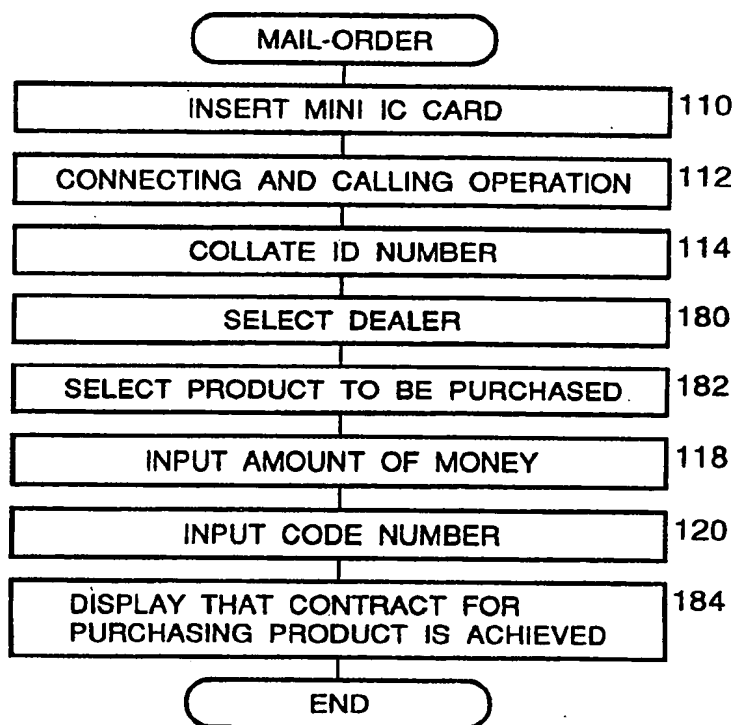 MAIL-ORDER
INSERT MINI IC CARD 110
CONNECTING AND CALLING OPERATION 112
COLLATE ID NUMBER 114
SELECT DEALER 180
SELECT PRODUCT TO BE PURCHASED 182
INPUT AMOUNT OF MONEY 118
INPUT CODE NUMBER 120
DISPLAY THAT CONTRACT FOR 184
PURCHASING PRODUCT IS ACHIEVED
END